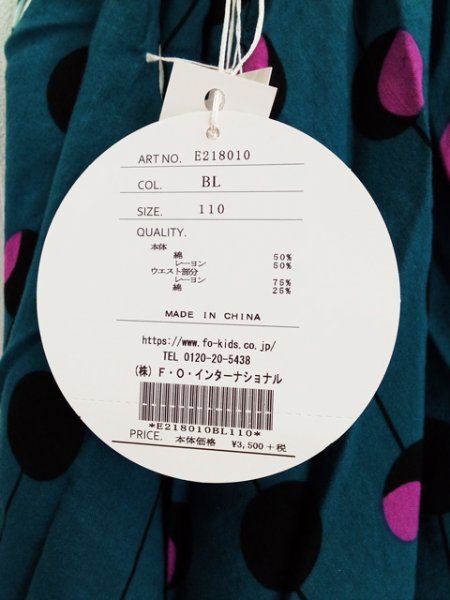 ART NO. E218010
COL. BL
SIZE. 110
QUALITY.
本体
綿 50%
レーヨン 50%
ウエスト部分
レーヨン 75%
綿 25%
MADE IN CHINA
https://www.fo-kids.co.jp/
TEL 0120-20-5438
(株) F・O・インターナショナル
*E218010BL110*
PRICE. 本体価格 ¥3,500+税